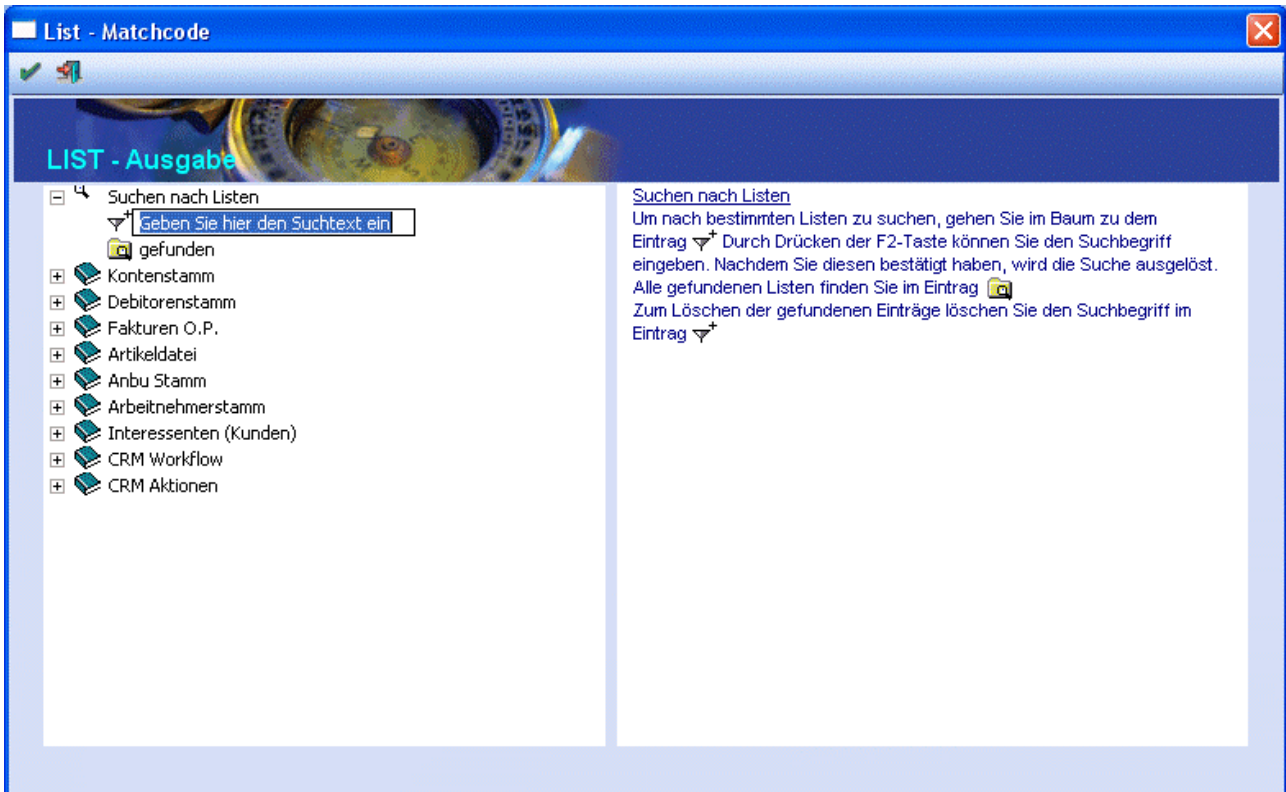 List - Matchcode
LIST - Ausgabe
Suchen nach Listen
Geben Sie hier den Suchtext ein
gefunden
Kontenstamm
Debitorenstamm
Fakturen O.P.
Artikeldatei
Anbu Stamm
Arbeitnehmerstamm
Interessenten (Kunden)
CRM Workflow
CRM Aktionen
Suchen nach Listen
Um nach bestimmten Listen zu suchen, gehen Sie im Baum zu dem
Eintrag Durch Drücken der F2-Taste können Sie den Suchbegriff
eingeben. Nachdem Sie diesen bestätigt haben, wird die Suche ausgelöst.
Alle gefundenen Listen finden Sie im Eintrag
Zum Löschen der gefundenen Einträge löschen Sie den Suchbegriff im
Eintrag